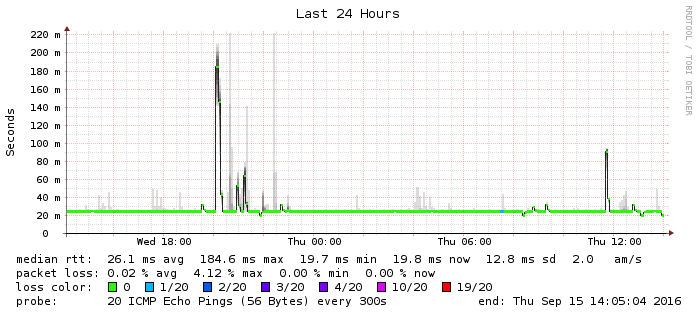 Last 24 Hours
RRDTOOL / TOBI OETIKER
Seconds
220 m
200 m
180 m
160 m
140 m
120 m
100 m
80 m
60 m
40 m
20 m
0
Wed 18:00 Thu 00:00 Thu 06:00 Thu 12:00
median rtt: 26.1 ms avg 184.6 ms max 19.7 ms min 19.8 ms now 12.8 ms sd 2.0 am/s
packet loss: 0.02 % avg 4.12 % max 0.00 % min 0.00 % now
loss color: 0 1/20 2/20 3/20 4/20 10/20 19/20
probe: 20 ICMP Echo Pings (56 Bytes) every 300s end: Thu Sep 15 14:05:04 2016